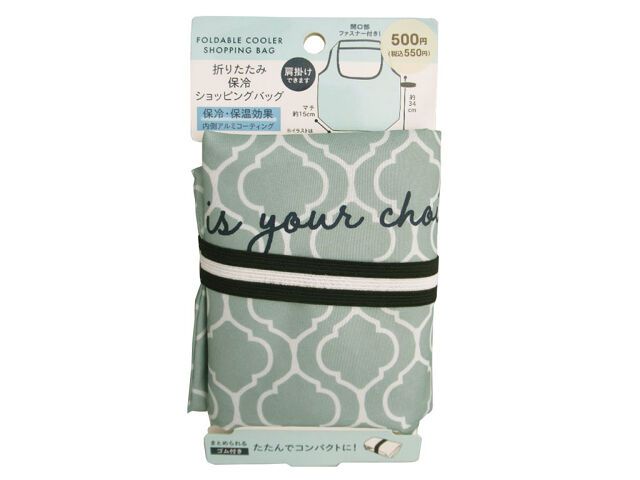 FOLDABLE COOLER
SHOPPING BAG
折りたたみ
保冷
ショッピングバッグ
保冷・保温効果
内側アルミコーティング
肩掛け
できます
開口部
ファスナー付き!
500円
(税込550円)
マチ
約15cm
約
34
cm
※イラストは
is your cho
まとめられる
ゴム付き
たたんでコンパクトに!